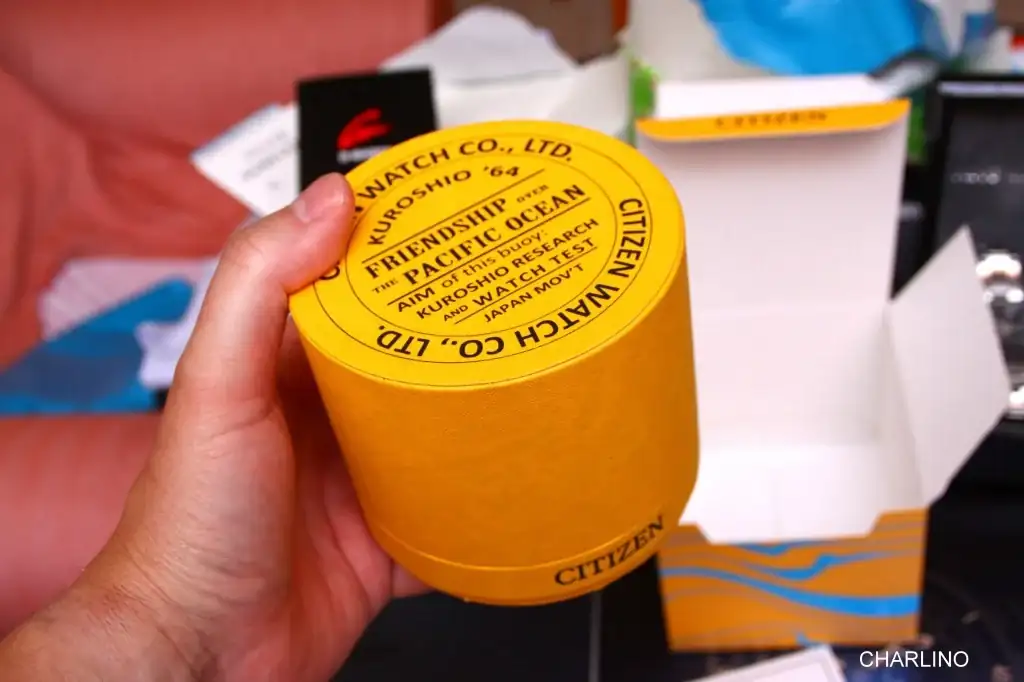 WATCH CO., LTD.
KUROSHIO '64
FRIENDSHIP OVER
THE PACIFIC OCEAN
AIM of this buoy:
KUROSHIO RESEARCH
AND WATCH TEST
JAPAN MOV'T
CITIZEN WATCH CO., LTD.
CITIZEN
CITIZEN
CHARLINO